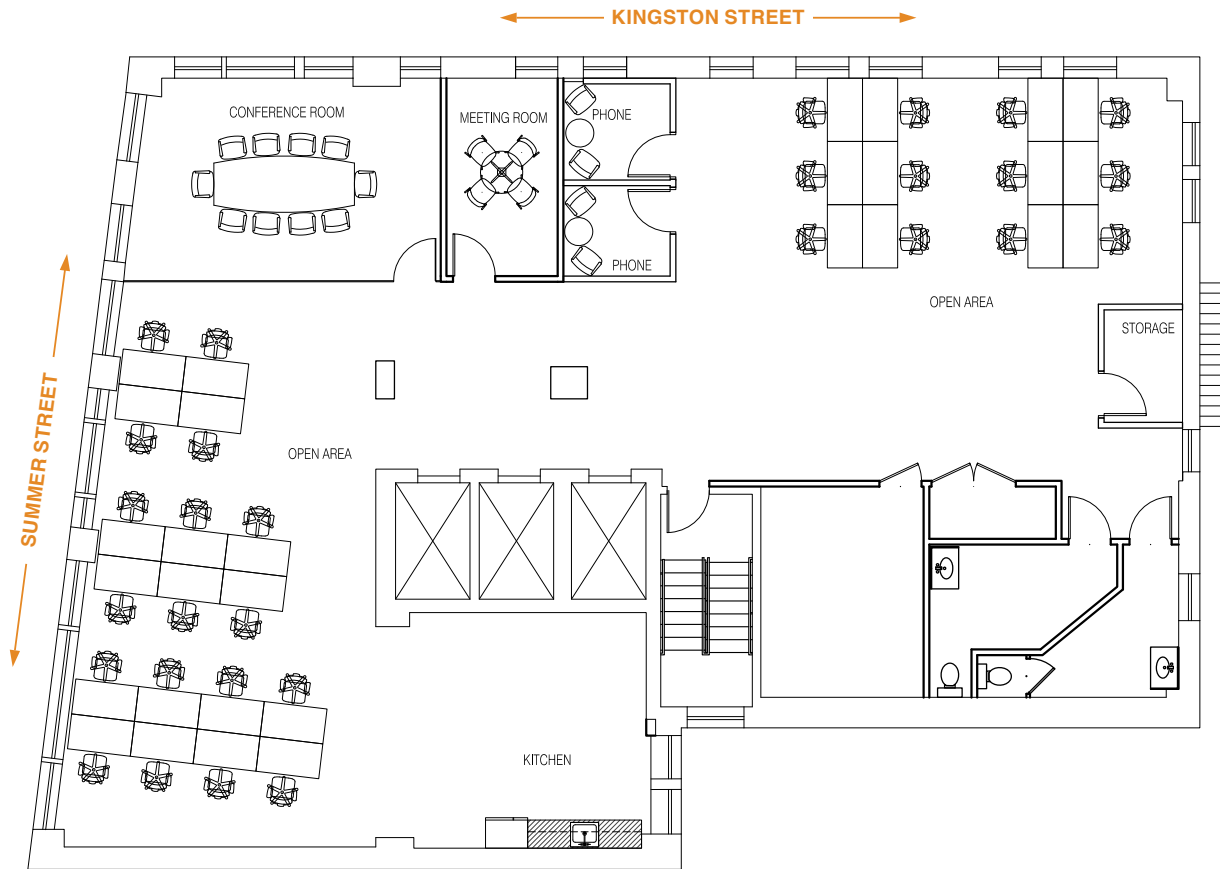 KINGSTON STREET
CONFERENCE ROOM
MEETING ROOM
PHONE
PHONE
OPEN AREA
STORAGE
SUMMER STREET
OPEN AREA
KITCHEN